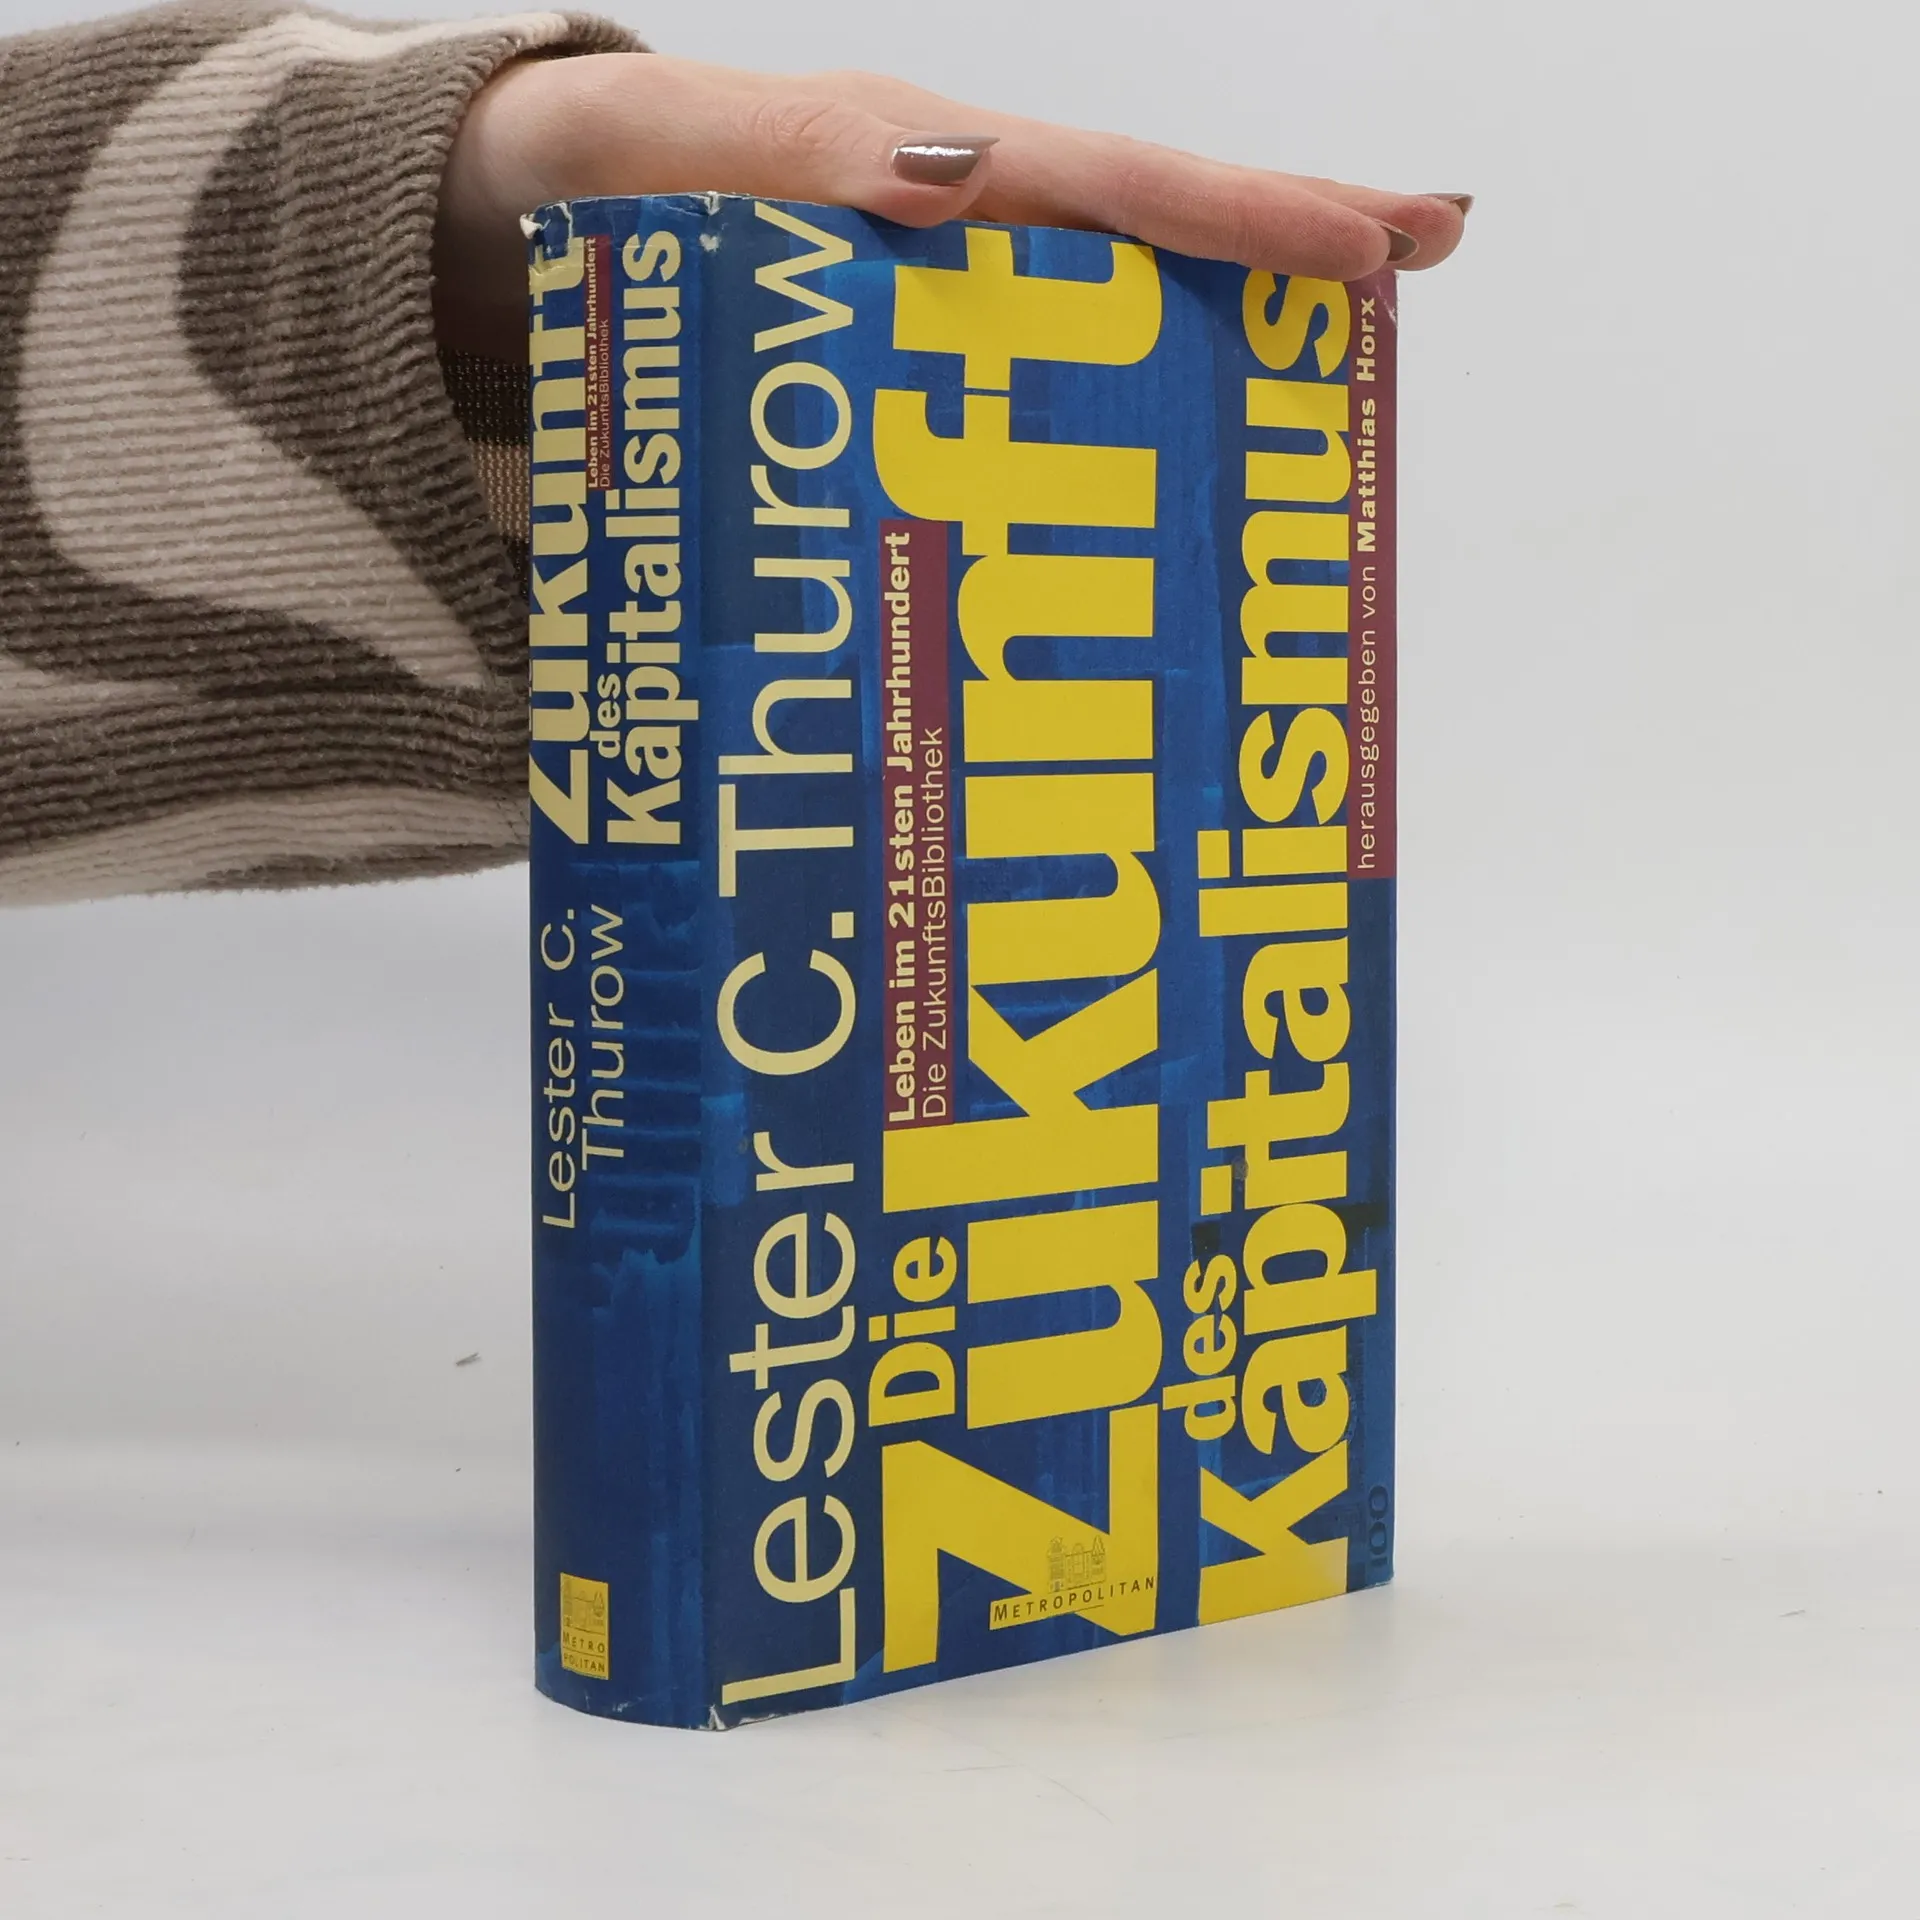 Zukunft
Leben im 21sten Jahrhundert
Die ZukunftsBibliothek
des
Kapitalismus
Lester C.
Thurow
METRO
POLITAN
Lester C. Thurow
Leben im 21sten Jahrhundert
Die ZukunftsBibliothek
Die
Zukunft
des
Kapitalismus
herausgegeben von Matthias Horx
METROPOLITAN
100